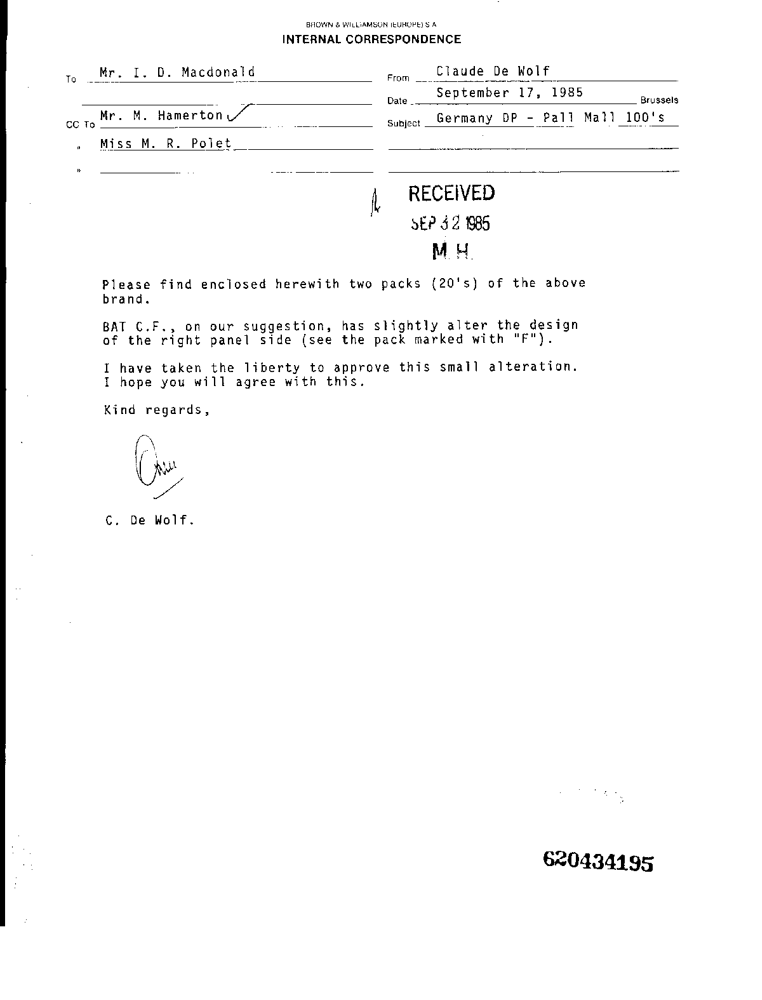 BROWN & WILLIAMSON (EUROPE) S A
INTERNAL CORRESPONDENCE
To Mr. I. D. Macdonald
From Claude De Wolf
Date September 17, 1985 Brussels
CC To Mr. M. Hamerton
Subject Germany DP - Pall Mall 100's
" Miss M. R. Polet
"
RECEIVED
SEP 1985
M H.
Please find enclosed herewith two packs (20's) of the above
brand.
BAT C.F., on our suggestion, has slightly alter the design
of the right panel side (see the pack marked with "F").
I have taken the liberty to approve this small alteration.
I hope you will agree with this.
Kind regards,
C. De Wolf.
620434195